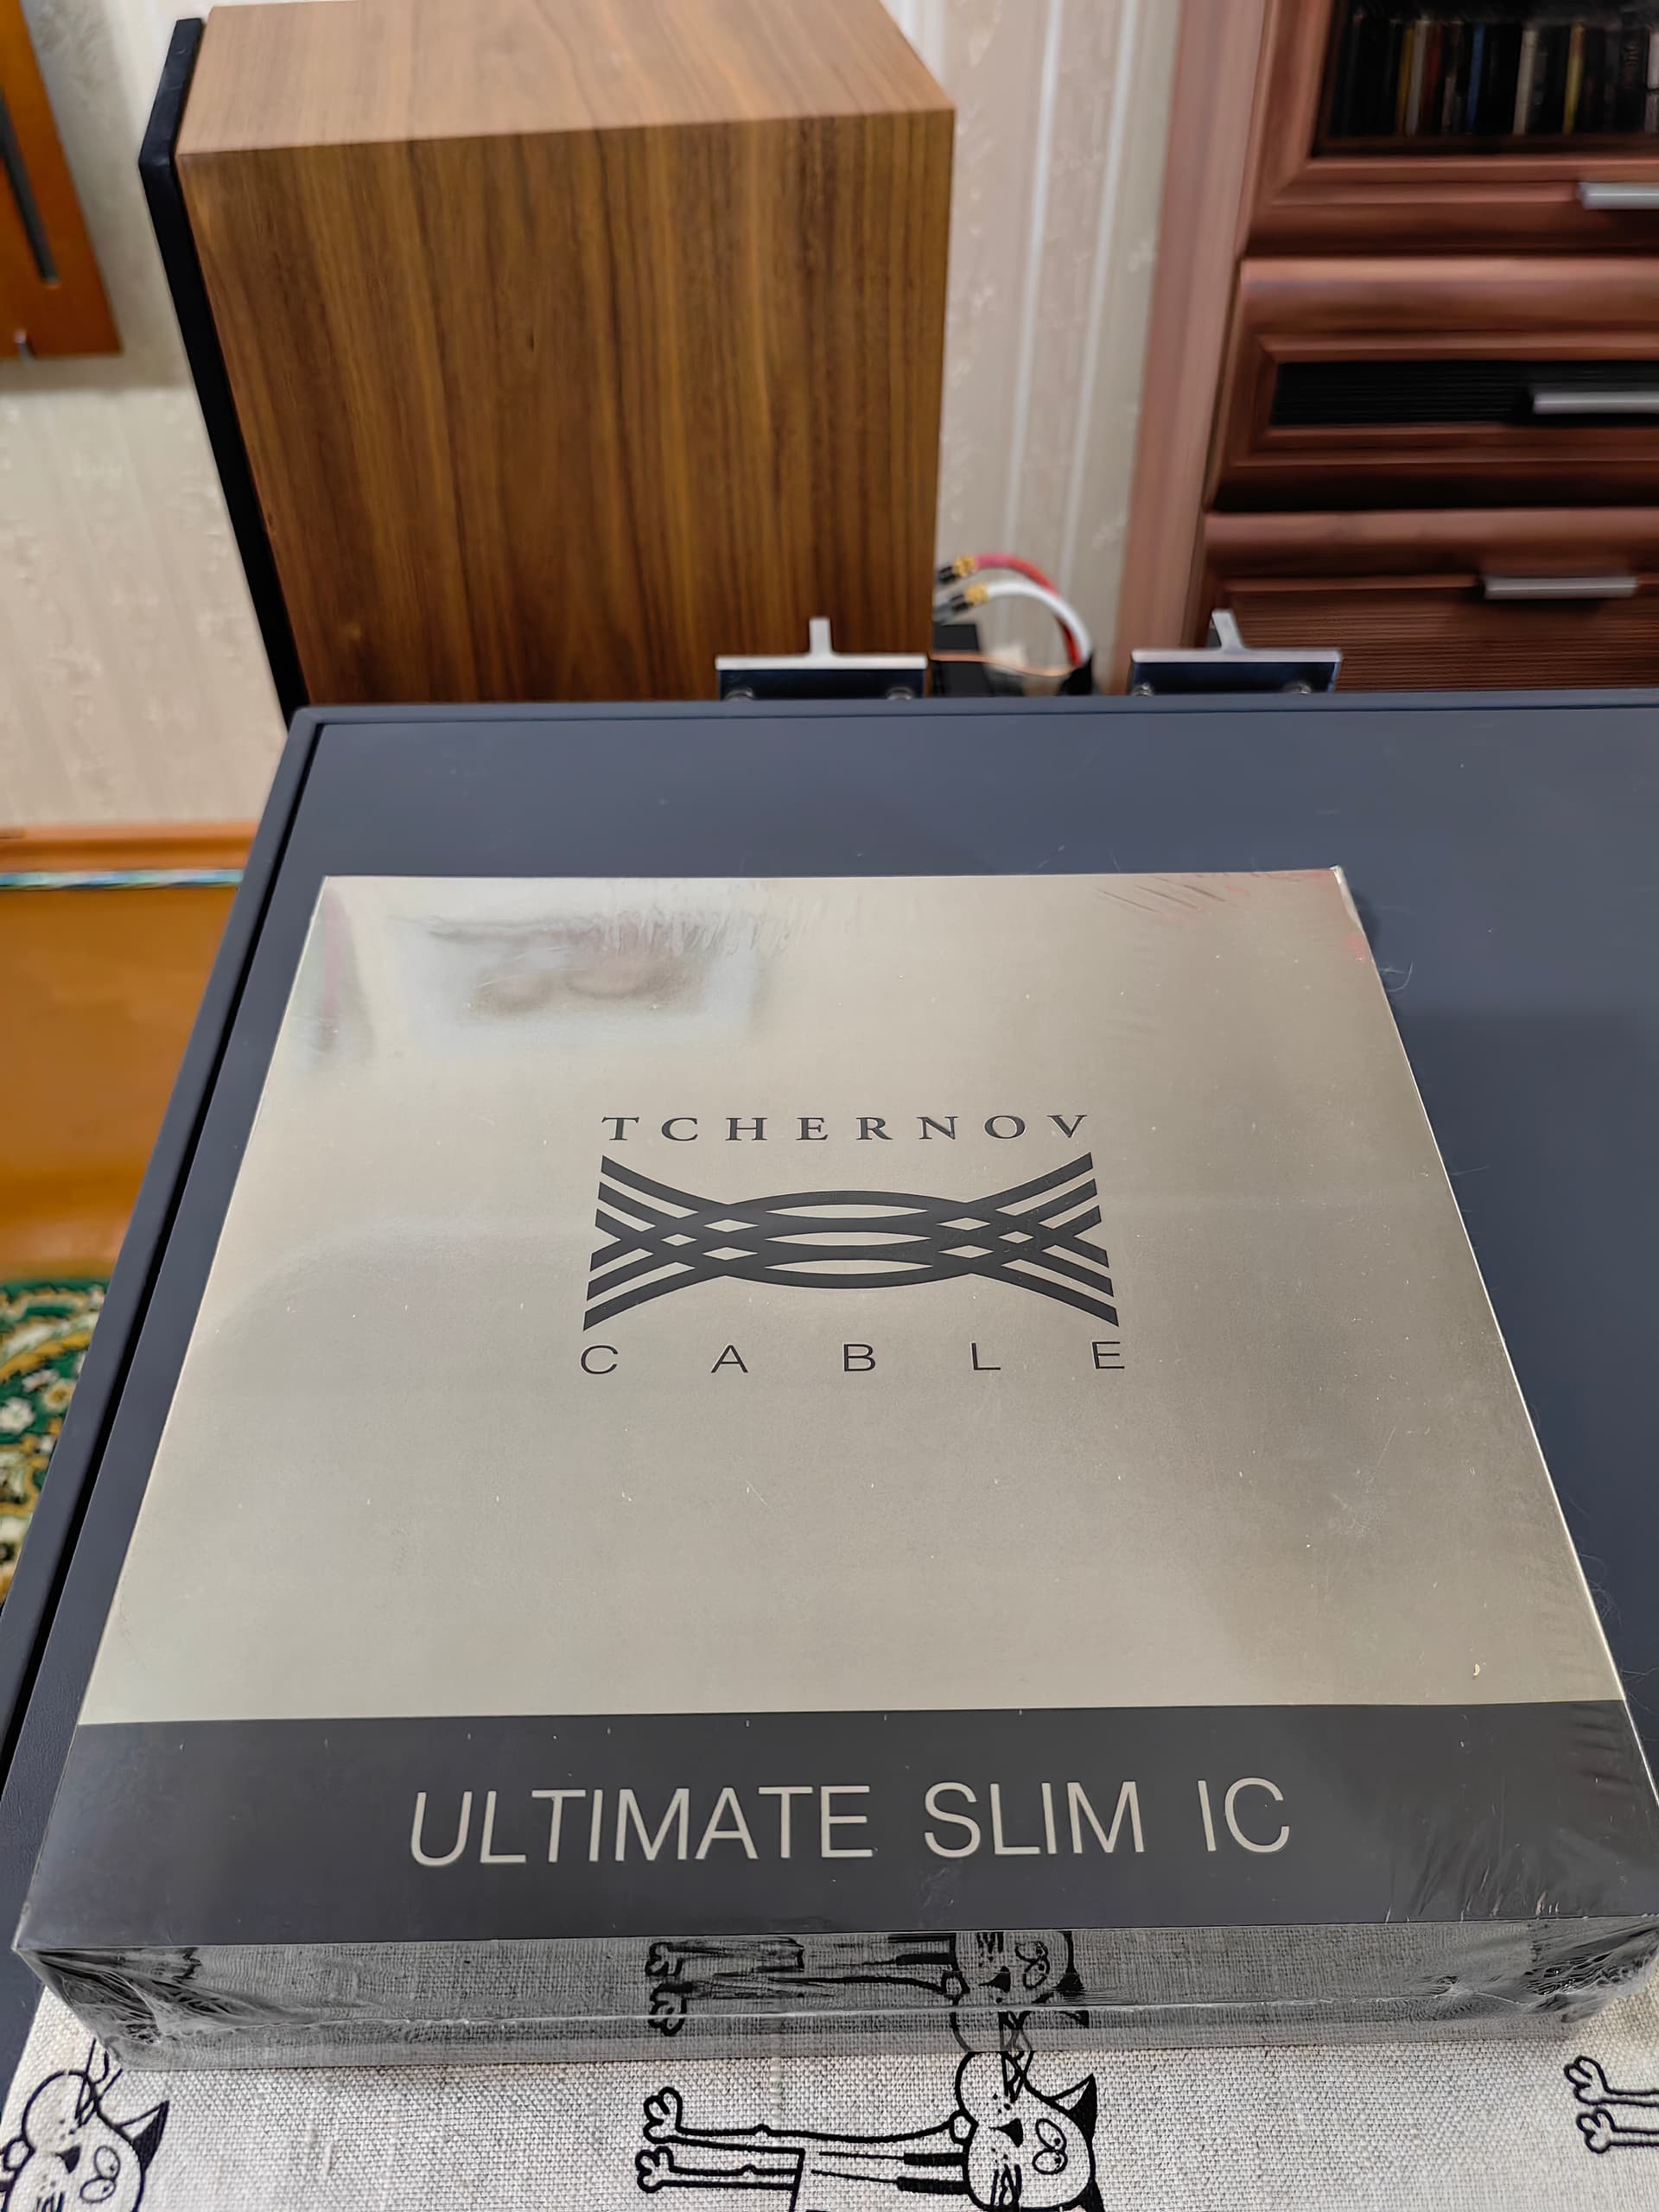 TCHERNOV
CABLE
ULTIMATE SLIM IC